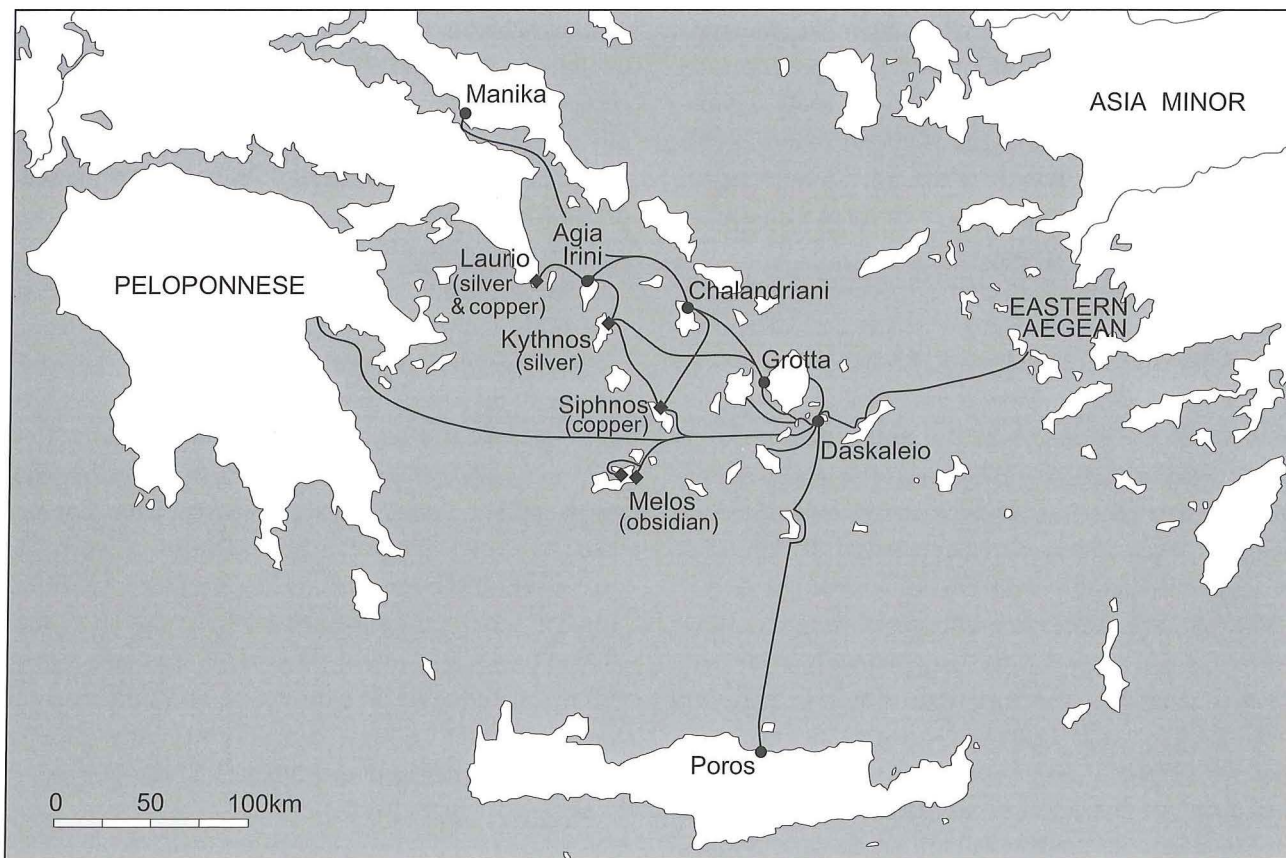 Manika
ASIA MINOR
Agia
Irini
Laurio
(silver
& copper)
PELOPONNESE
Chalandriani
EASTERN
AEGEAN
Kythnos
(silver)
Grotta
Siphnos
(copper)
Daskaleio
Melos
(obsidian)
Poros
0 50 100km